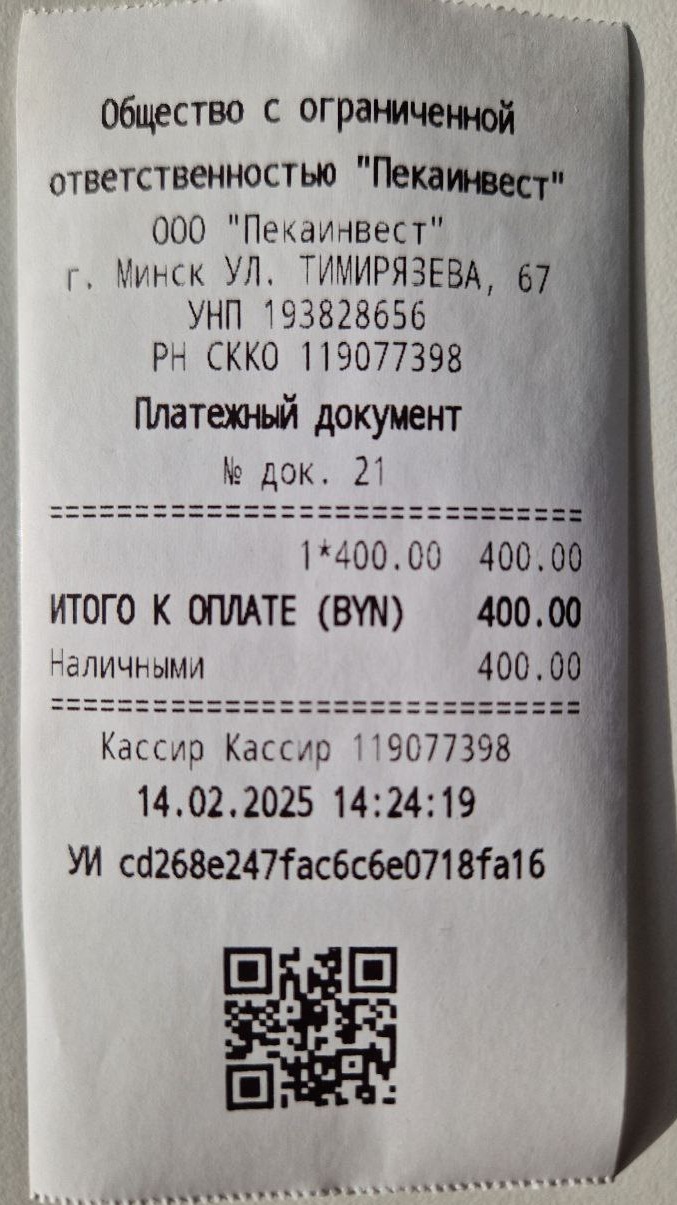 Общество с ограниченной
ответственностью "Пекаинвест"
ООО "Пекаинвест"
г. Минск УЛ. ТИМИРЯЗЕВА, 67
УНП 193828656
РН СККО 119077398
Платежный документ
№ док. 21
================================
1*400.00 400.00
ИТОГО К ОПЛАТЕ (BYN) 400.00
Наличными 400.00
================================
Кассир Кассир 119077398
14.02.2025 14:24:19
УИ cd268e247fac6c6e0718fa16